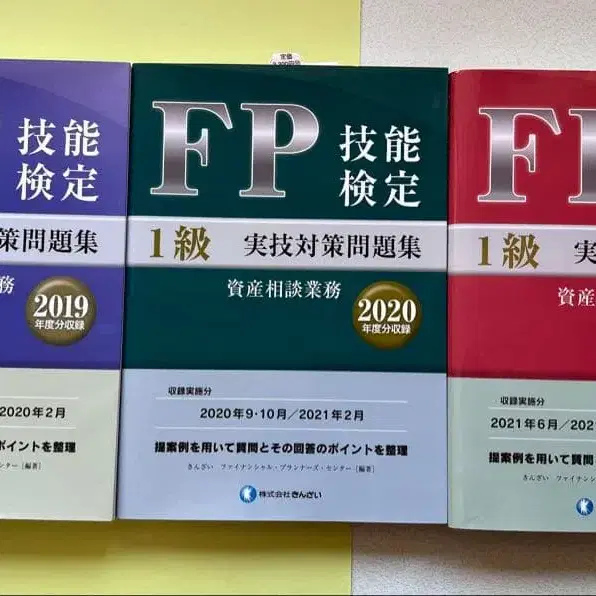 技能
検定
策問題集
務
2019
年度分収録
2020年2月
ポイントを整理
ンター [編著]
定価
FP
技能
検定
1級 実技対策問題集
資産相談業務
2020
年度分収録
収録実施分
2020年9・10月／2021年2月
提案例を用いて質問とその回答のポイントを整理
きんざい ファイナンシャル・プランナーズ・センター [編著]
株式会社きんざい
F
1級 実
資産
収録実施分
2021年6月／202
提案例を用いて質問
きんざい ファイナンシ